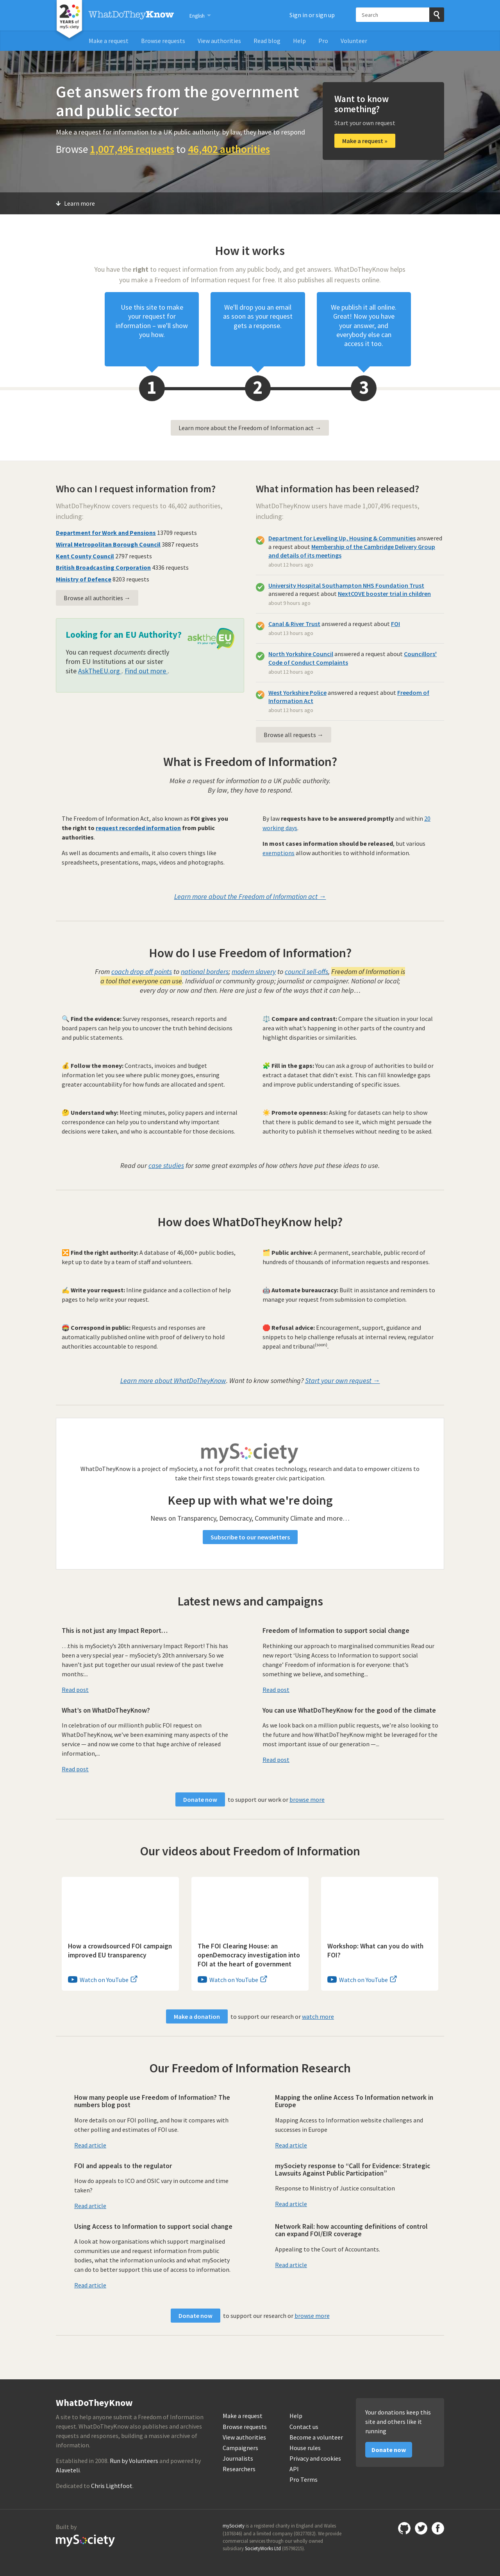 20 YEARS of mySociety
WhatDoTheyKnow
English
Sign in or sign up
Search
Make a request
Browse requests
View authorities
Read blog
Help
Pro
Volunteer
Get answers from the government
and public sector
Make a request for information to a UK public authority: by law, they have to respond
Browse 1,007,496 requests to 46,402 authorities
Want to know
something?
Start your own request
Make a request »
Learn more
How it works
You have the right to request information from any public body, and get answers. WhatDoTheyKnow helps
you make a Freedom of Information request for free. It also publishes all requests online.
Use this site to make
your request for
information – we'll show
you how.
We'll drop you an email
as soon as your request
gets a response.
We publish it all online.
Great! Now you have
your answer, and
everybody else can
access it too.
1
2
3
Learn more about the Freedom of Information act →
Who can I request information from?
WhatDoTheyKnow covers requests to 46,402 authorities,
including:
Department for Work and Pensions 13709 requests
Wirral Metropolitan Borough Council 3887 requests
Kent County Council 2797 requests
British Broadcasting Corporation 4336 requests
Ministry of Defence 8203 requests
Browse all authorities →
Looking for an EU Authority?
asktheEU
You can request documents directly
from EU Institutions at our sister
site AskTheEU.org . Find out more .
What information has been released?
WhatDoTheyKnow users have made 1,007,496 requests,
including:
Department for Levelling Up, Housing & Communities answered
a request about Membership of the Cambridge Delivery Group
and details of its meetings
about 12 hours ago
University Hospital Southampton NHS Foundation Trust
answered a request about NextCOVE booster trial in children
about 9 hours ago
Canal & River Trust answered a request about FOI
about 13 hours ago
North Yorkshire Council answered a request about Councillors'
Code of Conduct Complaints
about 12 hours ago
West Yorkshire Police answered a request about Freedom of
Information Act
about 12 hours ago
Browse all requests →
What is Freedom of Information?
Make a request for information to a UK public authority.
By law, they have to respond.
The Freedom of Information Act, also known as FOI gives you
the right to request recorded information from public
authorities.
As well as documents and emails, it also covers things like
spreadsheets, presentations, maps, videos and photographs.
By law requests have to be answered promptly and within 20
working days.
In most cases information should be released, but various
exemptions allow authorities to withhold information.
Learn more about the Freedom of Information act →
How do I use Freedom of Information?
From coach drop off points to national borders; modern slavery to council sell-offs, Freedom of Information is
a tool that everyone can use. Individual or community group; journalist or campaigner. National or local;
every day or now and then. Here are just a few of the ways that it can help…
🔍 Find the evidence: Survey responses, research reports and
board papers can help you to uncover the truth behind decisions
and public statements.
⚖️ Compare and contrast: Compare the situation in your local
area with what's happening in other parts of the country and
highlight disparities or similarities.
💰 Follow the money: Contracts, invoices and budget
information let you see where public money goes, ensuring
greater accountability for how funds are allocated and spent.
🧩 Fill in the gaps: You can ask a group of authorities to build or
extract a dataset that didn't exist. This can fill knowledge gaps
and improve public understanding of specific issues.
🤔 Understand why: Meeting minutes, policy papers and internal
correspondence can help you to understand why important
decisions were taken, and who is accountable for those decisions.
☀️ Promote openness: Asking for datasets can help to show
that there is public demand to see it, which might persuade the
authority to publish it themselves without needing to be asked.
Read our case studies for some great examples of how others have put these ideas to use.
How does WhatDoTheyKnow help?
🔀 Find the right authority: A database of 46,000+ public bodies,
kept up to date by a team of staff and volunteers.
🗂️ Public archive: A permanent, searchable, public record of
hundreds of thousands of information requests and responses.
✍️ Write your request: Inline guidance and a collection of help
pages to help write your request.
🤖 Automate bureaucracy: Built in assistance and reminders to
manage your request from submission to completion.
Correspond in public: Requests and responses are
automatically published online with proof of delivery to hold
authorities accountable to respond.
🛑 Refusal advice: Encouragement, support, guidance and
snippets to help challenge refusals at internal review, regulator
appeal and tribunal(soon).
Learn more about WhatDoTheyKnow. Want to know something? Start your own request →
mySociety
WhatDoTheyKnow is a project of mySociety, a not for profit that creates technology, research and data to empower citizens to
take their first steps towards greater civic participation.
Keep up with what we're doing
News on Transparency, Democracy, Community Climate and more…
Subscribe to our newsletters
Latest news and campaigns
This is not just any Impact Report…
…this is mySociety's 20th anniversary Impact Report! This has
been a very special year – mySociety's 20th anniversary. So we
haven't just put together our usual review of the past twelve
months:...
Read post
Freedom of Information to support social change
Rethinking our approach to marginalised communities Read our
new report 'Using Access to Information to support social
change' Freedom of information is for everyone: that's
something we believe, and something...
Read post
What's on WhatDoTheyKnow?
In celebration of our millionth public FOI request on
WhatDoTheyKnow, we've been examining many aspects of the
service — and now we come to that huge archive of released
information,...
Read post
You can use WhatDoTheyKnow for the good of the climate
As we look back on a million public requests, we're also looking to
the future and how WhatDoTheyKnow might be leveraged for the
most important issue of our generation —...
Read post
Donate now to support our work or browse more
Our videos about Freedom of Information
How a crowdsourced FOI campaign
improved EU transparency
Watch on YouTube
The FOI Clearing House: an
openDemocracy investigation into
FOI at the heart of government
Watch on YouTube
Workshop: What can you do with
FOI?
Watch on YouTube
Make a donation to support our research or watch more
Our Freedom of Information Research
How many people use Freedom of Information? The
numbers blog post
More details on our FOI polling, and how it compares with
other polling and estimates of FOI use.
Read article
Mapping the online Access To Information network in
Europe
Mapping Access to Information website challenges and
successes in Europe
Read article
FOI and appeals to the regulator
How do appeals to ICO and OSIC vary in outcome and time
taken?
Read article
mySociety response to "Call for Evidence: Strategic
Lawsuits Against Public Participation"
Response to Ministry of Justice consultation
Read article
Using Access to Information to support social change
A look at how organisations which support marginalised
communities use and request information from public
bodies, what the information unlocks and what mySociety
can do to better support this use of access to information.
Read article
Network Rail: how accounting definitions of control
can expand FOI/EIR coverage
Appealing to the Court of Accountants.
Read article
Donate now to support our research or browse more
WhatDoTheyKnow
A site to help anyone submit a Freedom of Information
request. WhatDoTheyKnow also publishes and archives
requests and responses, building a massive archive of
information.
Established in 2008. Run by Volunteers and powered by
Alaveteli
Dedicated to Chris Lightfoot.
Make a request
Browse requests
View authorities
Campaigners
Journalists
Researchers
Help
Contact us
Become a volunteer
House rules
Privacy and cookies
API
Pro Terms
Your donations keep this
site and others like it
running
Donate now
Built by
mySociety
mySociety is a registered charity in England and Wales
(1076346) and a limited company (03277032). We provide
commercial services through our wholly owned
subsidiary SocietyWorks Ltd (05798215)